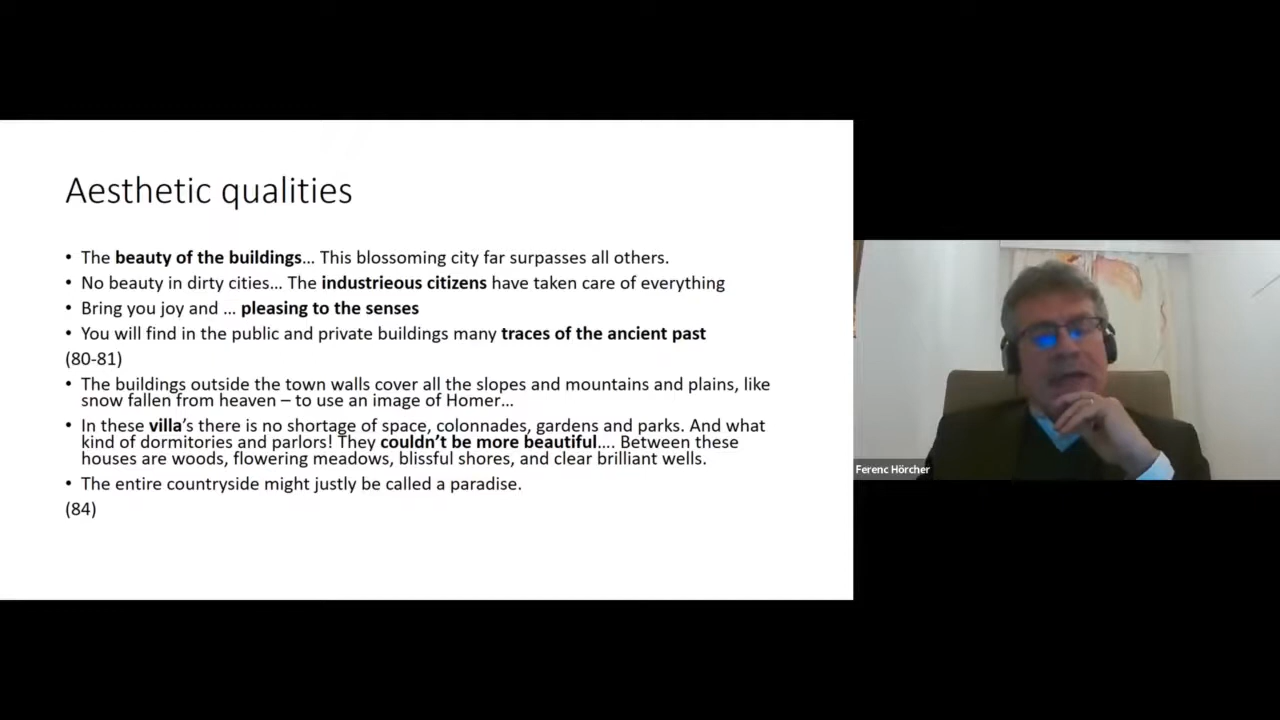 Aesthetic qualities
• The beauty of the buildings… This blossoming city far surpasses all others.
• No beauty in dirty cities… The industrieous citizens have taken care of everything
• Bring you joy and … pleasing to the senses
• You will find in the public and private buildings many traces of the ancient past
(80-81)
• The buildings outside the town walls cover all the slopes and mountains and plains, like
snow fallen from heaven – to use an image of Homer…
• In these villa’s there is no shortage of space, colonnades, gardens and parks. And what
kind of dormitories and parlors! They couldn’t be more beautiful.… Between these
houses are woods, flowering meadows, blissful shores, and clear brilliant wells.
• The entire countryside might justly be called a paradise.
(84)
Ferenc Hörcher